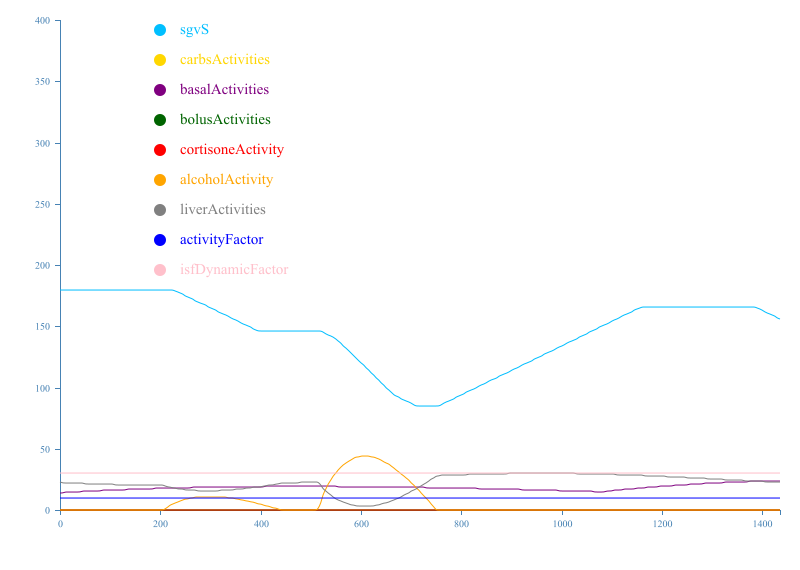 400
350
300
250
200
150
100
50
0
sgvS
carbsActivities
basalActivities
bolusActivities
cortisoneActivity
alcoholActivity
liverActivities
activityFactor
isfDynamicFactor
0 200 400 600 800 1000 1200 1400